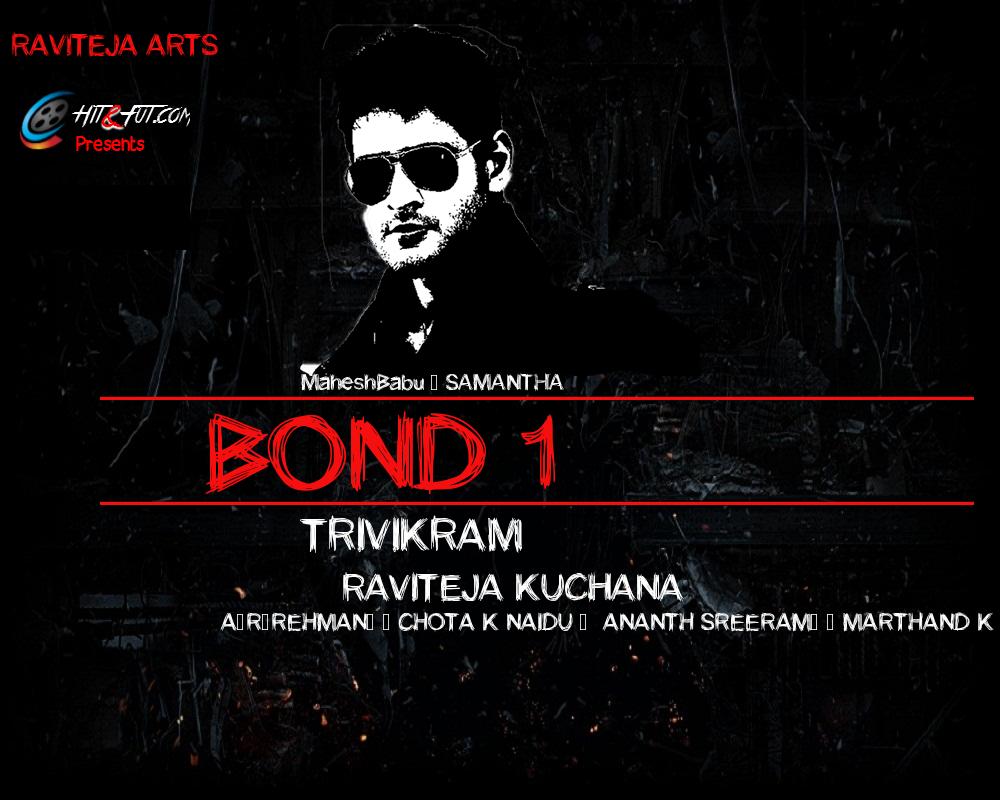 RAVITEJA ARTS
HIT&FUT.COM
Presents
MaheshBabu ▯ SAMANTHA
BOND 1
TRIVIKRAM
RAVITEJA KUCHANA
A▯R▯REHMAN▯ ▯ CHOTA K NAIDU ▯ ANANTH SREERAM▯ ▯ MARTHAND K